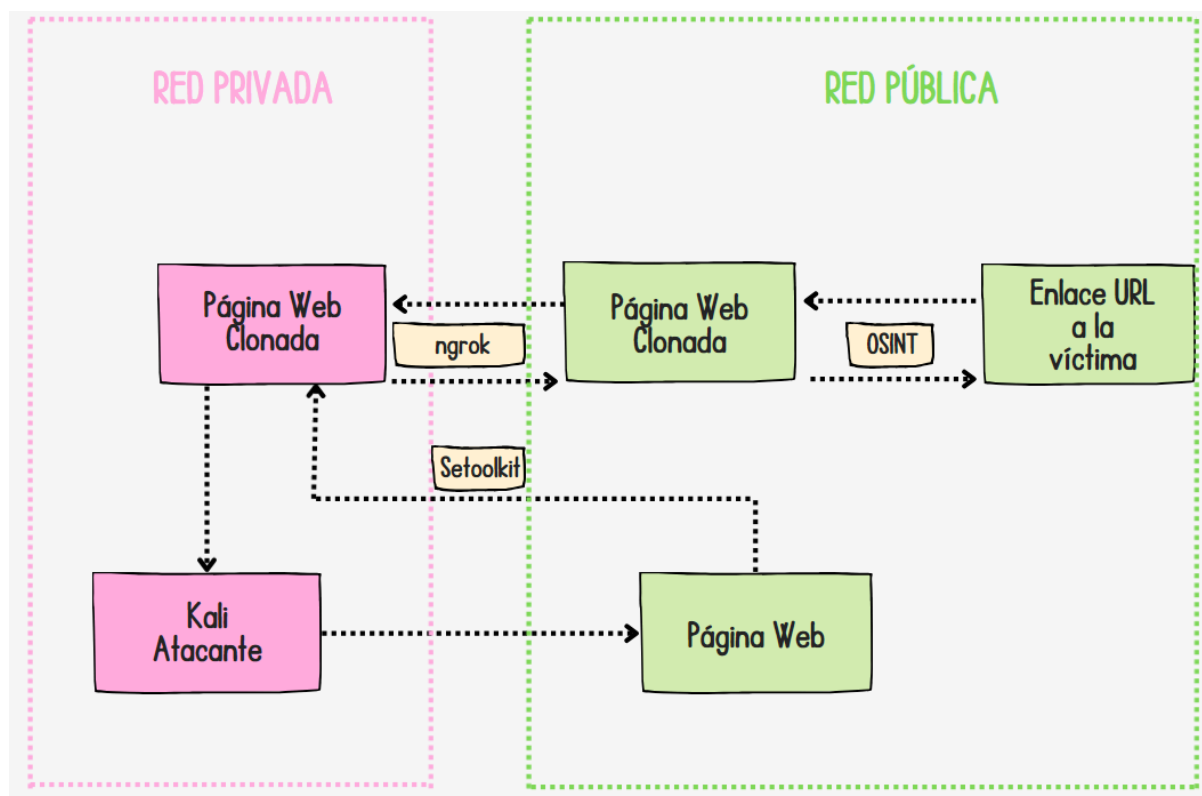 RED PRIVADA
RED PÚBLICA
Página Web
Clonada
ngrok
Página Web
Clonada
OSINT
Enlace URL
a la
víctima
Setoolkit
Kali
Atacante
Página Web